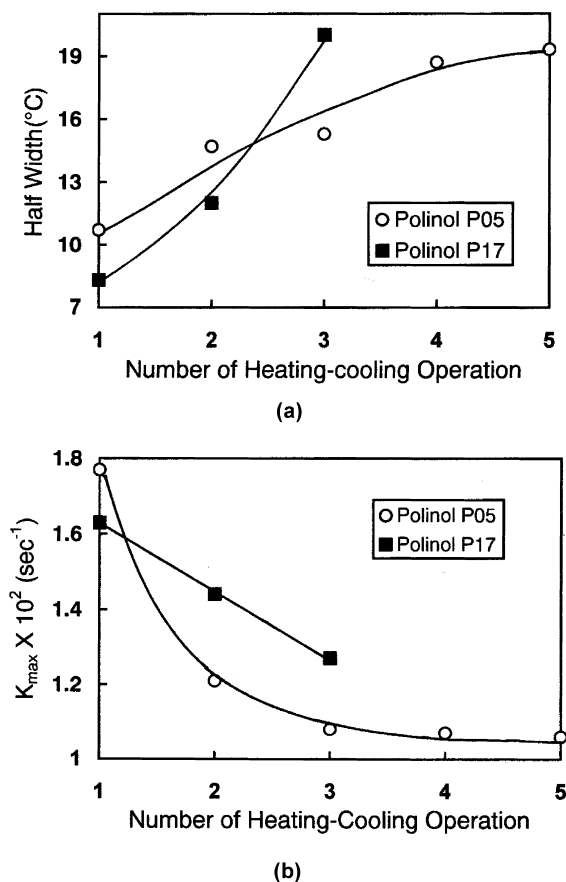 19
16
13
10
7
Half Width(°C)
Polinol P05
Polinol P17
1 2 3 4 5
Number of Heating-cooling Operation
(a)
1.8
1.6
1.4
1.2
1
Kmax X 10² (sec⁻¹)
Polinol P05
Polinol P17
1 2 3 4 5
Number of Heating-Cooling Operation
(b)